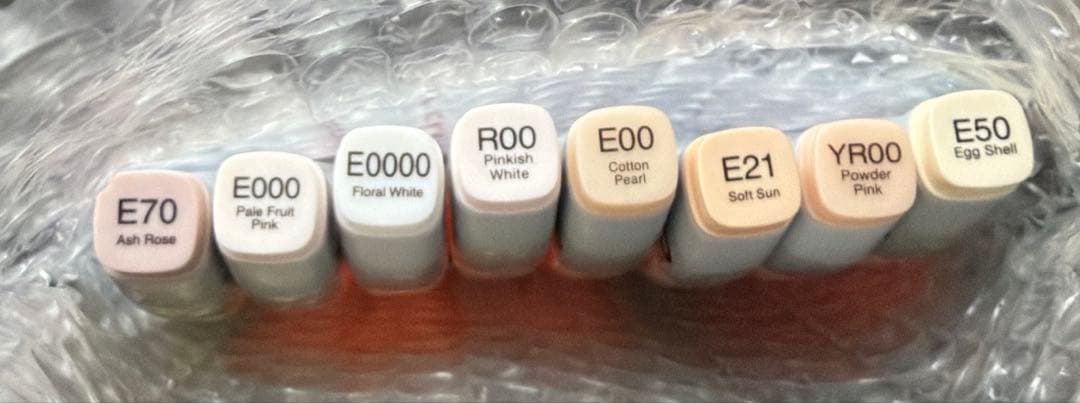 E70
Ash Rose
E000
Pale Fruit
Pink
E0000
Floral White
R00
Pinkish
White
E00
Cotton
Pearl
E21
Soft Sun
YR00
Powder
Pink
E50
Egg Shell